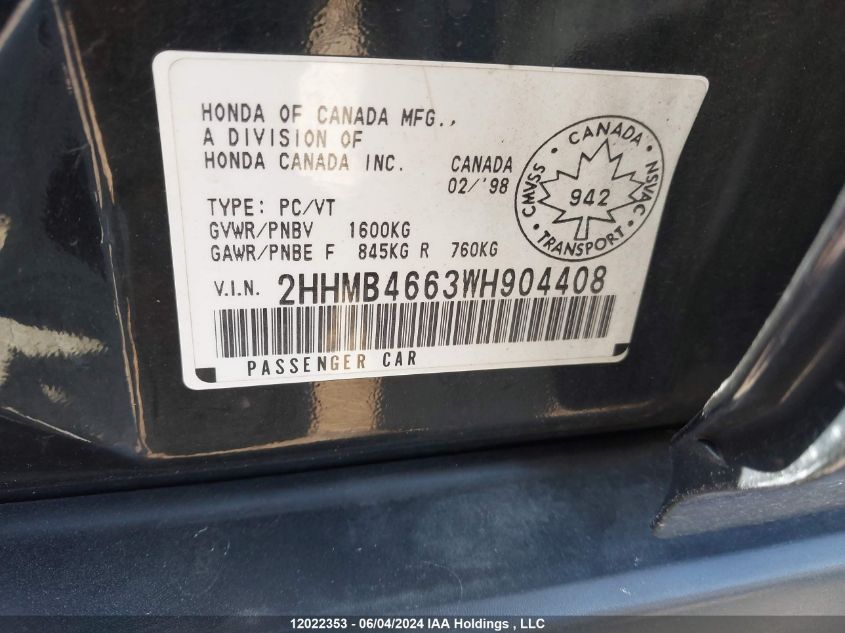 HONDA OF CANADA MFG.,
A DIVISION OF
HONDA CANADA INC. CANADA
02/'98
TYPE: PC/VT
GVWR/PNBV 1600KG
GAWR/PNBE F 845KG R 760KG
V.I.N. 2HHMB4663WH904408
PASSENGER CAR
CANADA
CMVSS
942
NSVAC
TRANSPORT
12022353 - 06/04/2024 IAA Holdings , LLC